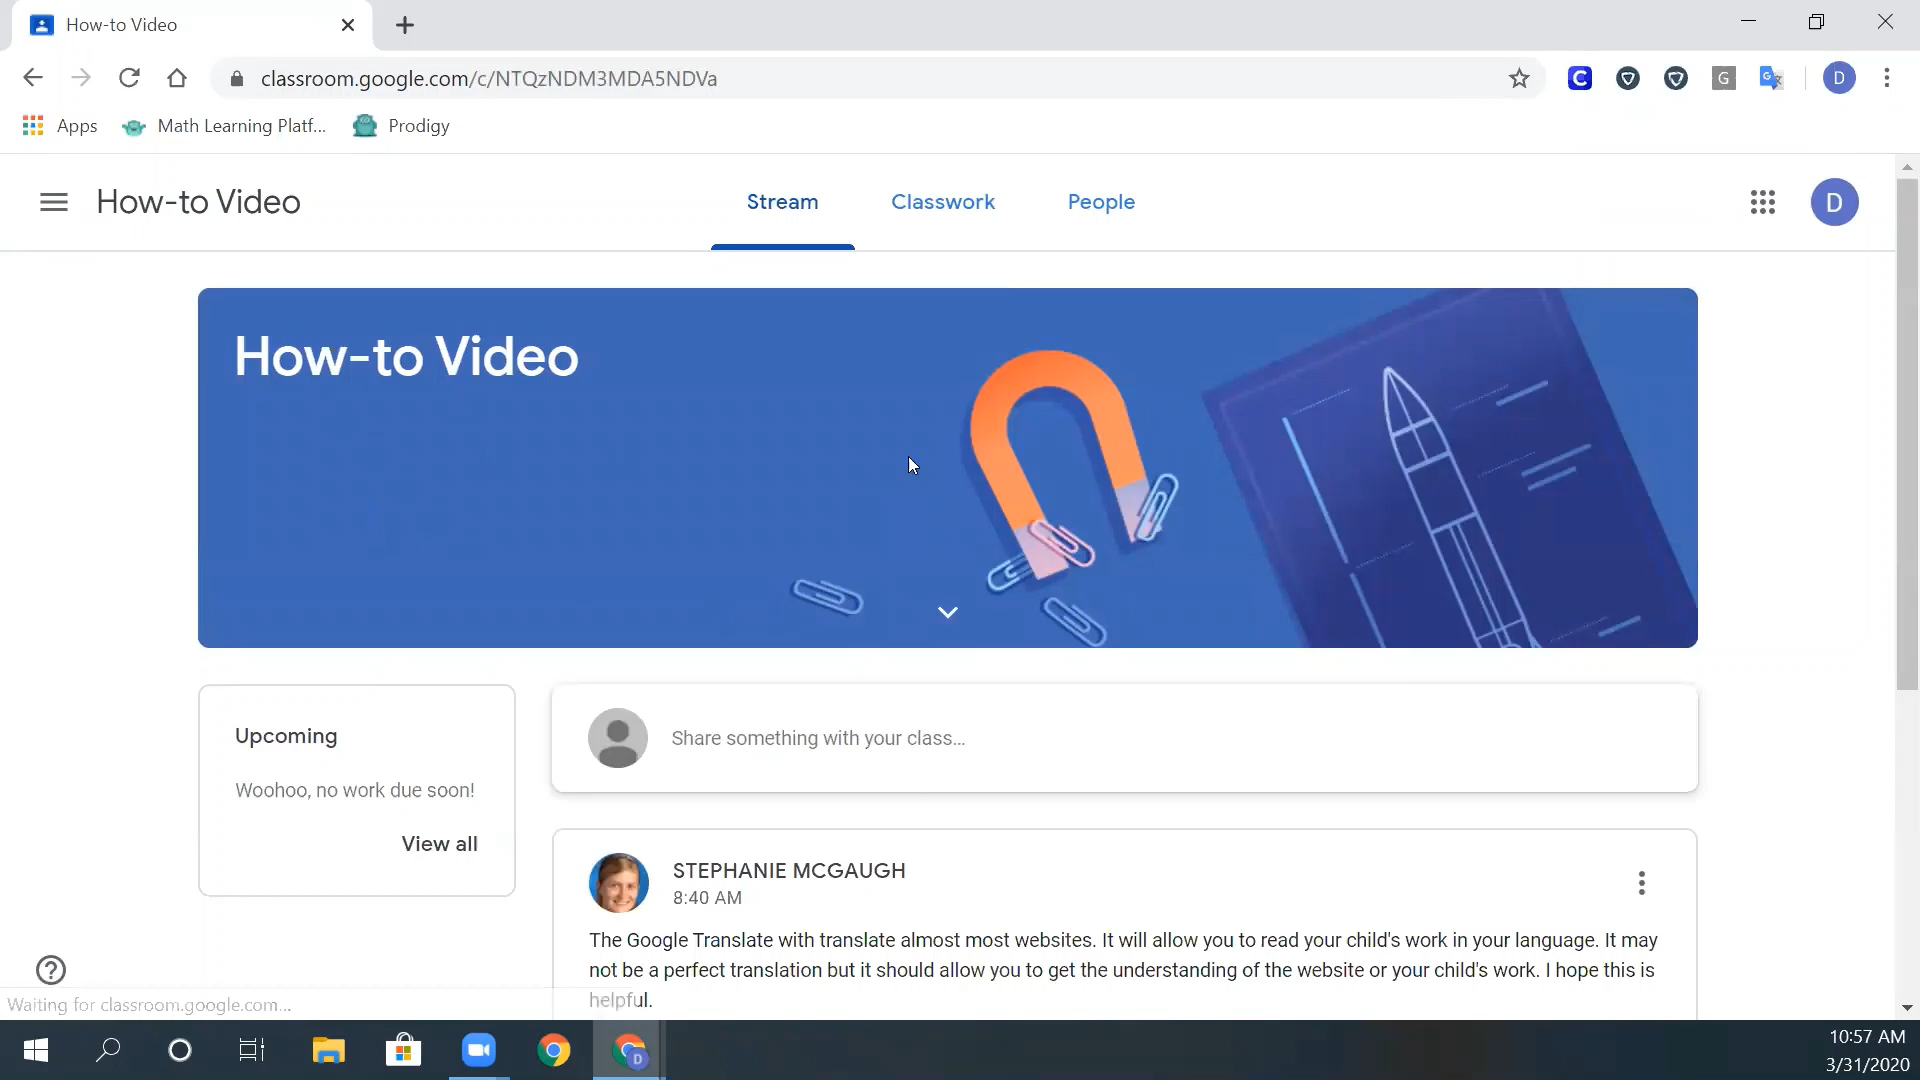 How-to Video
classroom.google.com/c/NTQzNDM3MDA5NDVa
C
G
G
D
Apps
Math Learning Platf...
Prodigy
How-to Video
Stream
Classwork
People
D
How-to Video
Upcoming
Woohoo, no work due soon!
View all
Share something with your class...
STEPHANIE MCGAUGH
8:40 AM
The Google Translate with translate almost most websites. It will allow you to read your child's work in your language. It may
not be a perfect translation but it should allow you to get the understanding of the website or your child's work. I hope this is
helpful.
Waiting for classroom.google.com...
D
10:57 AM
3/31/2020